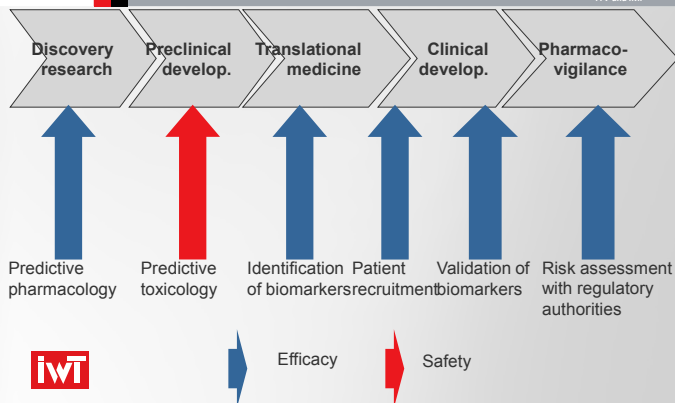 Discovery research
Preclinical develop.
Translational medicine
Clinical develop.
Pharmaco-vigilance
Predictive pharmacology
Predictive toxicology
Identification of biomarkers
Patient recruitment
Validation of biomarkers
Risk assessment with regulatory authorities
iwT
Efficacy
Safety